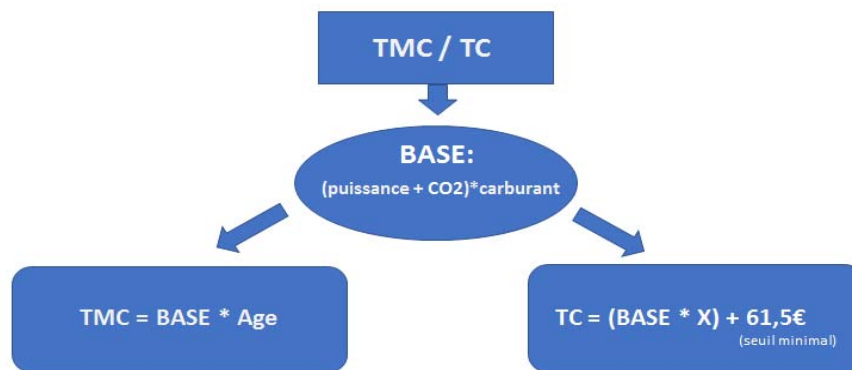 TMC / TC
BASE:
(puissance + CO2)*carburant
TMC = BASE * Age
TC = (BASE * X) + 61,5€
(seuil minimal)